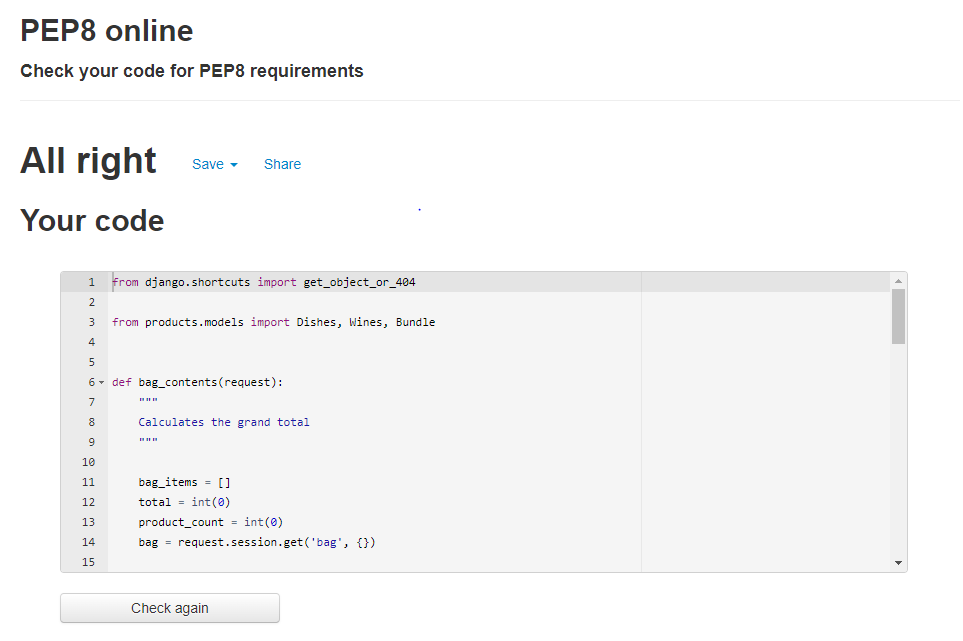 PEP8 online
Check your code for PEP8 requirements
All right Save Share
Your code
1 from django.shortcuts import get_object_or_404
2
3 from products.models import Dishes, Wines, Bundle
4
5
6 def bag_contents(request):
7 """
8 Calculates the grand total
9 """
10
11 bag_items = []
12 total = int(0)
13 product_count = int(0)
14 bag = request.session.get('bag', {})
15
Check again